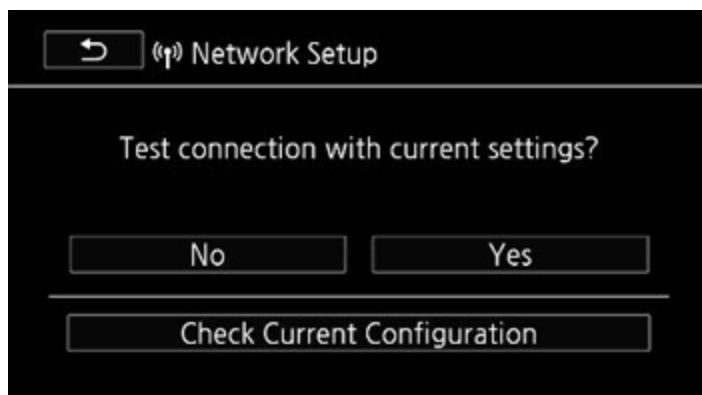 Network Setup
Test connection with current settings?
No
Yes
Check Current Configuration